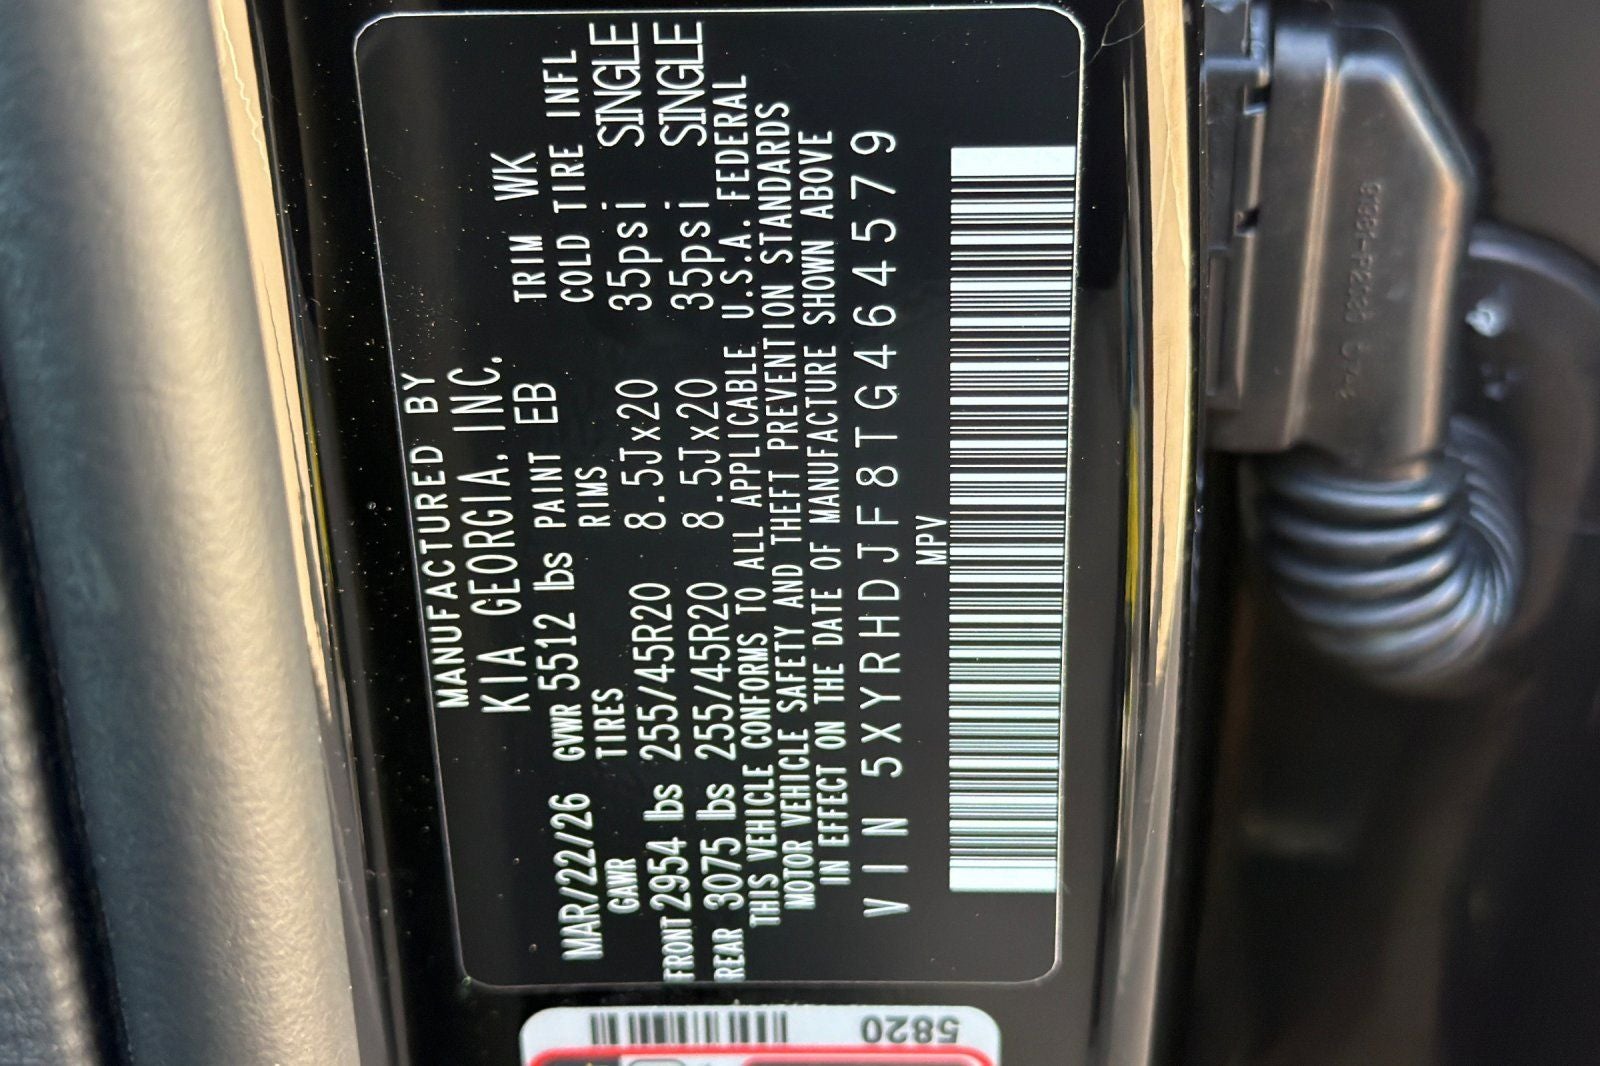 MANUFACTURED BY
KIA GEORGIA, INC.
MAR/22/26 GVWR 5512 lbs PAINT EB TRIM WK
GAWR TIRES RIMS COLD TIRE INFL
FRONT 2954 lbs 255/45R20 8.5Jx20 35psi SINGLE
REAR 3075 lbs 255/45R20 8.5Jx20 35psi SINGLE
THIS VEHICLE CONFORMS TO ALL APPLICABLE U.S.A. FEDERAL
MOTOR VEHICLE SAFETY AND THEFT PREVENTION STANDARDS
IN EFFECT ON THE DATE OF MANUFACTURE SHOWN ABOVE
VIN 5XYRHDJF8TG464579
MPV
5820